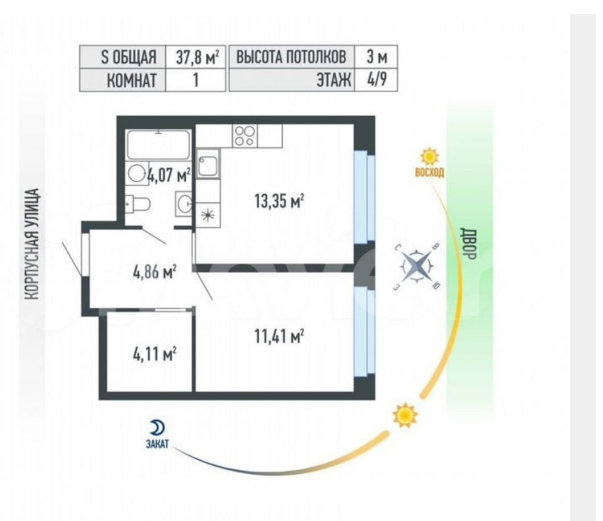 S ОБЩАЯ 37,8 м² ВЫСОТА ПОТОЛКОВ 3 м
КОМНАТ 1 ЭТАЖ 4/9
ВОСХОД
4,07 м²
13,35 м²
КОРПУСНАЯ УЛИЦА
ДВОР
С В
4,86 м²
З Ю
11,41 м²
4,11 м²
ЗАКАТ